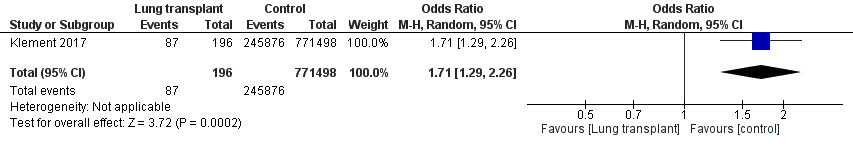 Lung transplant Control Odds Ratio Odds Ratio
Study or Subgroup Events Total Events Total Weight M-H, Random, 95% CI M-H, Random, 95% CI
Klement 2017 87 196 245876 771498 100.0% 1.71 [1.29, 2.26]
Total (95% CI) 196 771498 100.0% 1.71 [1.29, 2.26]
Total events 87 245876
Heterogeneity: Not applicable
Test for overall effect: Z = 3.72 (P = 0.0002)
0.5 0.7 1 1.5 2
Favours [Lung transplant] Favours [control]